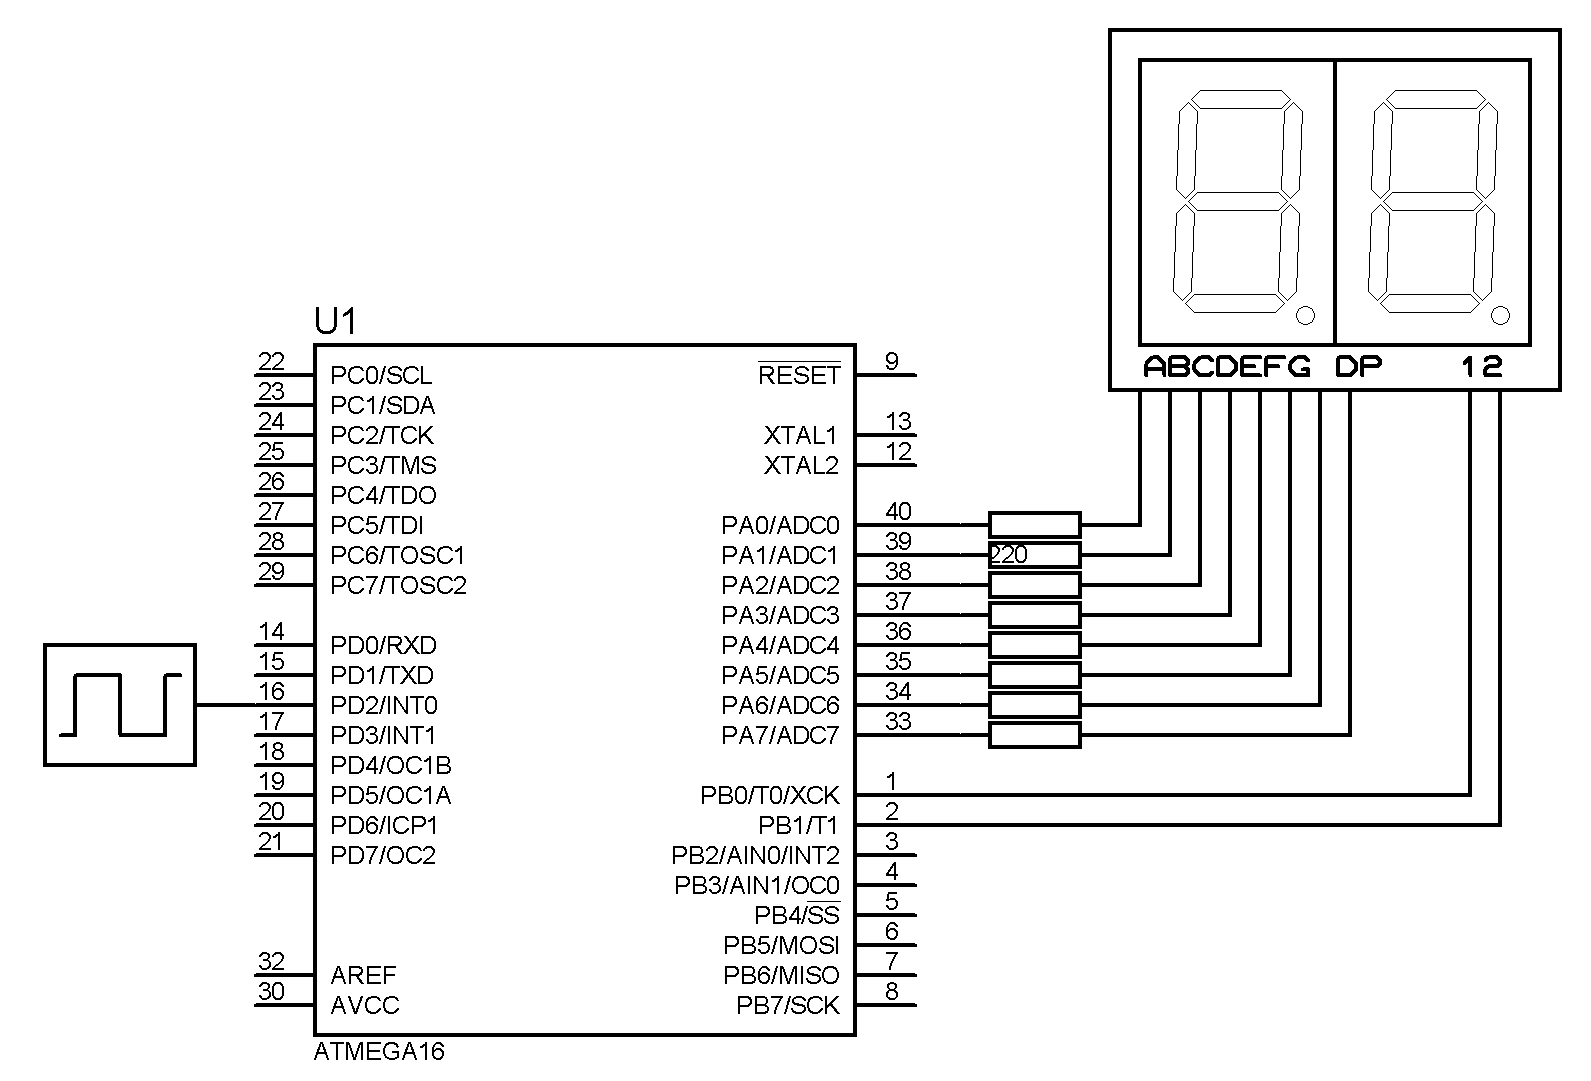 ABCDEFG DP 12
U1
22 PC0/SCL
23 PC1/SDA
24 PC2/TCK
25 PC3/TMS
26 PC4/TDO
27 PC5/TDI
28 PC6/TOSC1
29 PC7/TOSC2
14 PD0/RXD
15 PD1/TXD
16 PD2/INT0
17 PD3/INT1
18 PD4/OC1B
19 PD5/OC1A
20 PD6/ICP1
21 PD7/OC2
32 AREF
30 AVCC
RESET 9
XTAL1 13
XTAL2 12
PA0/ADC0 40
PA1/ADC1 39 220
PA2/ADC2 38
PA3/ADC3 37
PA4/ADC4 36
PA5/ADC5 35
PA6/ADC6 34
PA7/ADC7 33
PB0/T0/XCK 1
PB1/T1 2
PB2/AIN0/INT2 3
PB3/AIN1/OC0 4
PB4/SS 5
PB5/MOSI 6
PB6/MISO 7
PB7/SCK 8
ATMEGA16